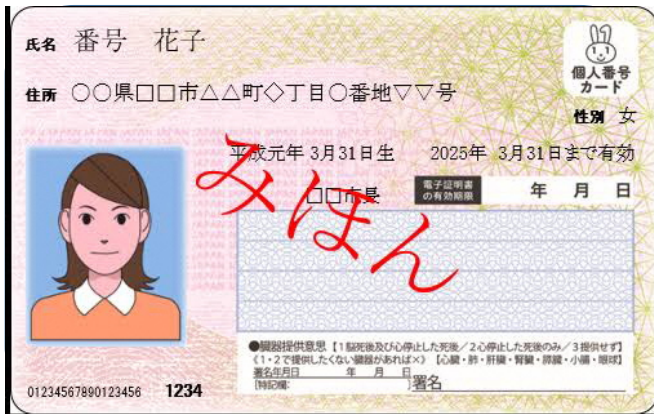 氏名 番号 花子
個人番号
カード
住所 ○○県□□市△△町◇丁目○番地▽▽号
性別 女
平成元年 3月31日生 2025年 3月31日まで有効
みほん
□□市長
電子証明書
の有効期限
年 月 日
●臓器提供意思【1脳死後及び心停止した死後/2心停止した死後のみ/3提供せず】
《1・2で提供したくない臓器があれば×》【心臓・肺・肝臓・腎臓・膵臓・小腸・眼球】
署名年月日 年 月 日
[特記欄: ]署名
01234567890123456 1234